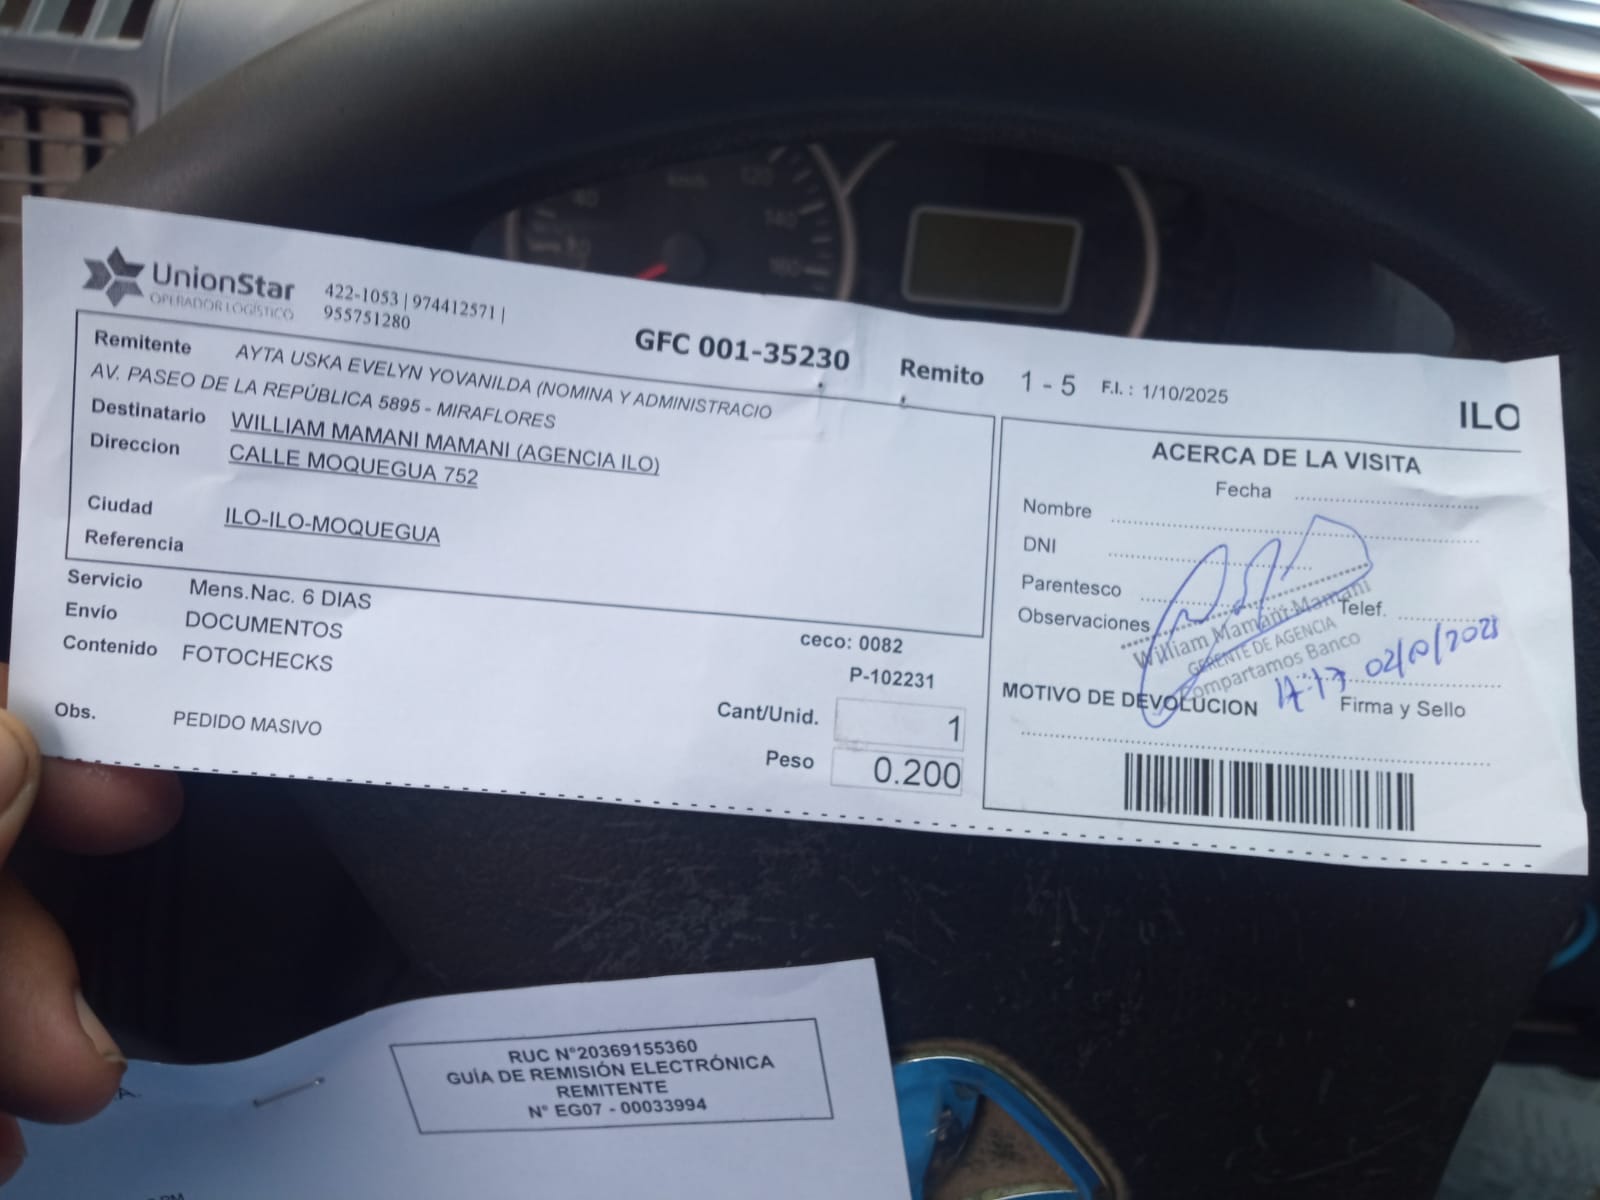 UnionStar
OPERADOR LOGÍSTICO
422-1053 | 974412571 |
955751280
GFC 001-35230
Remito 1 - 5 F.I. : 1/10/2025
ILO
Remitente AYTA USKA EVELYN YOVANILDA (NOMINA Y ADMINISTRACIO
AV. PASEO DE LA REPÚBLICA 5895 - MIRAFLORES
Destinatario WILLIAM MAMANI MAMANI (AGENCIA ILO)
Direccion CALLE MOQUEGUA 752
Ciudad ILO-ILO-MOQUEGUA
Referencia
Servicio Mens.Nac. 6 DIAS
Envío DOCUMENTOS
Contenido FOTOCHECKS
Obs. PEDIDO MASIVO
ceco: 0082
P-102231
Cant/Unid. 1
Peso 0.200
ACERCA DE LA VISITA
Fecha
Nombre
DNI
Parentesco
Telef.
Observaciones
William Mamani Mamani
GERENTE DE AGENCIA
Compartamos Banco
MOTIVO DE DEVOLUCION
Firma y Sello
RUC N°20369155360
GUÍA DE REMISIÓN ELECTRÓNICA
REMITENTE
N° EG07 - 00033994